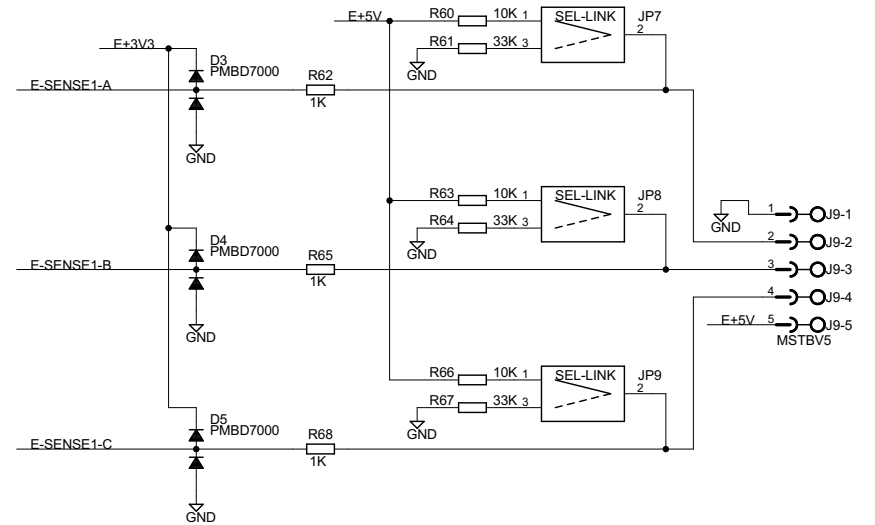 E+5V
R60 10K 1 SEL-LINK JP7
2
R61 33K 3
GND
E+3V3
D3
PMBD7000
E-SENSE1-A
R62
1K
GND
R63 10K 1 SEL-LINK JP8
2
R64 33K 3
GND
D4
PMBD7000
E-SENSE1-B
R65
1K
GND
1 J9-1
GND
2 J9-2
3 J9-3
4 J9-4
E+5V 5 J9-5
MSTBV5
R66 10K 1 SEL-LINK JP9
2
R67 33K 3
GND
D5
PMBD7000
E-SENSE1-C
R68
1K
GND